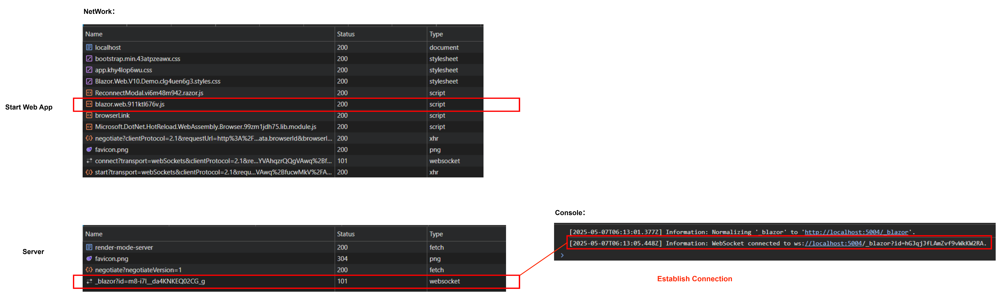 NetWork：
Name Status Type
localhost 200 document
bootstrap.min.43atpzeawx.css 200 stylesheet
app.khy4lop6wu.css 200 stylesheet
Blazor.Web.V10.Demo.clg4uen6g3.styles.css 200 stylesheet
ReconnectModal.vi6m48m942.razor.js 200 script
Start Web App
blazor.web.911ktl676v.js 200 script
browserLink 200 script
Microsoft.DotNet.HotReload.WebAssembly.Browser.99zm1jdh75.lib.module.js 200 script
negotiate?clientProtocol=2.1&requestUrl=http%3A%2F...ata.browserId&browserI... 200 xhr
favicon.png 200 png
connect?transport=webSockets&clientProtocol=2.1&re...YVAhqzrQQgVAwq%2Bf... 101 websocket
start?transport=webSockets&clientProtocol=2.1&requ...VAwq%2BfucwMkV%2FA... 200 xhr
Server
Name Status Type
render-mode-server 200 fetch
favicon.png 304 png
negotiate?negotiateVersion=1 200 fetch
_blazor?id=m8-i7I__da4KNKEQ02CG_g 101 websocket
Console：
[2025-05-07T06:13:01.377Z] Information: Normalizing '_blazor' to 'http://localhost:5004/_blazor'.
[2025-05-07T06:13:05.448Z] Information: WebSocket connected to ws://localhost:5004/_blazor?id=hGJqjJfLAmZvf9vWkKW2RA.
Establish Connection